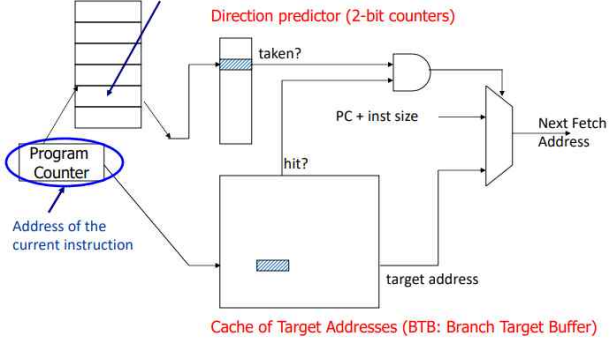 Direction predictor (2-bit counters)
taken?
PC + inst size
Next Fetch
Address
Program
Counter
hit?
Address of the
current instruction
target address
Cache of Target Addresses (BTB: Branch Target Buffer)